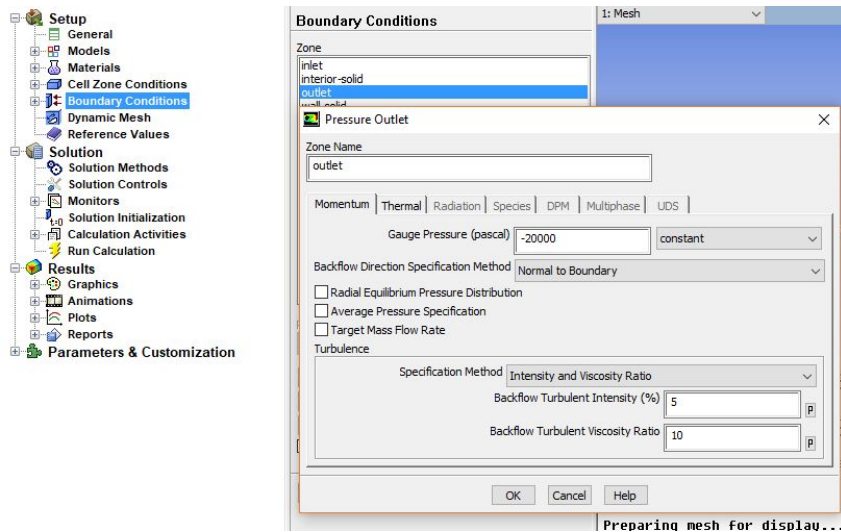 Setup
General
Models
Materials
Cell Zone Conditions
Boundary Conditions
Dynamic Mesh
Reference Values
Solution
Solution Methods
Solution Controls
Monitors
Solution Initialization
Calculation Activities
Run Calculation
Results
Graphics
Animations
Plots
Reports
Parameters & Customization
Boundary Conditions
Zone
inlet
interior-solid
outlet
wall-solid
1: Mesh
Pressure Outlet
Zone Name
outlet
Momentum Thermal Radiation Species DPM Multiphase UDS
Gauge Pressure (pascal) -20000 constant
Backflow Direction Specification Method Normal to Boundary
Radial Equilibrium Pressure Distribution
Average Pressure Specification
Target Mass Flow Rate
Turbulence
Specification Method Intensity and Viscosity Ratio
Backflow Turbulent Intensity (%) 5 P
Backflow Turbulent Viscosity Ratio 10 P
OK Cancel Help
Preparing mesh for display...